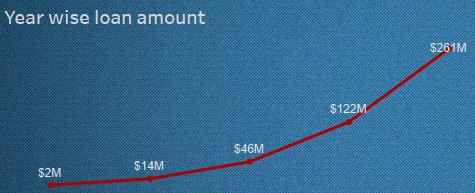 Year wise loan amount
$2M
$14M
$46M
$122M
$261M